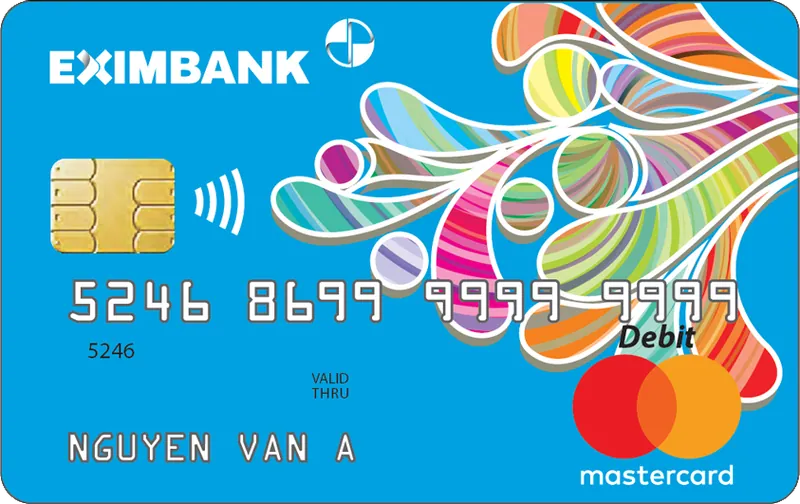 EXIMBANK
5246 8699 9999 9999
Debit
5246
VALID
THRU
NGUYEN VAN A
mastercard